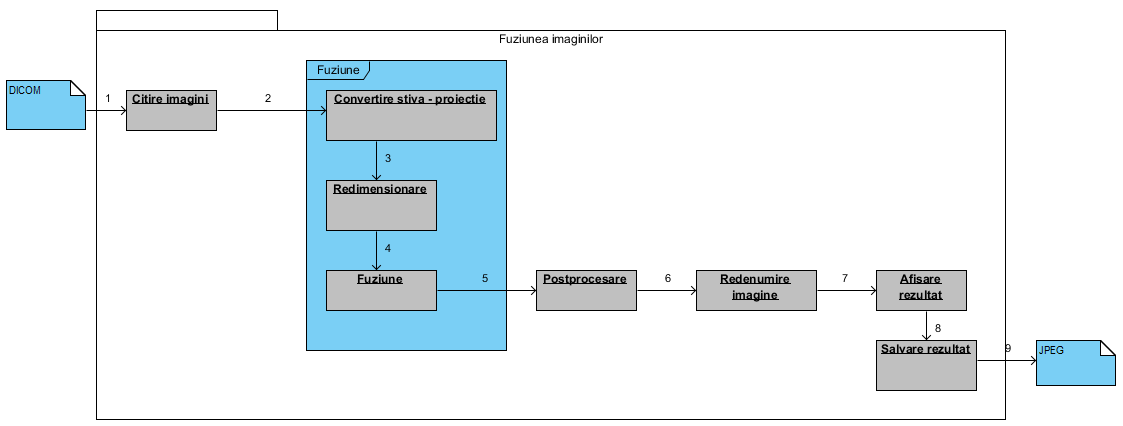 Fuziunea imaginilor
Fuziune
DICOM
1
Citire imagini
2
Convertire stiva - proiectie
3
Redimensionare
4
Fuziune
5
Postprocesare
6
Redenumire
imagine
7
Afisare
rezultat
8
Salvare rezultat
9
JPEG